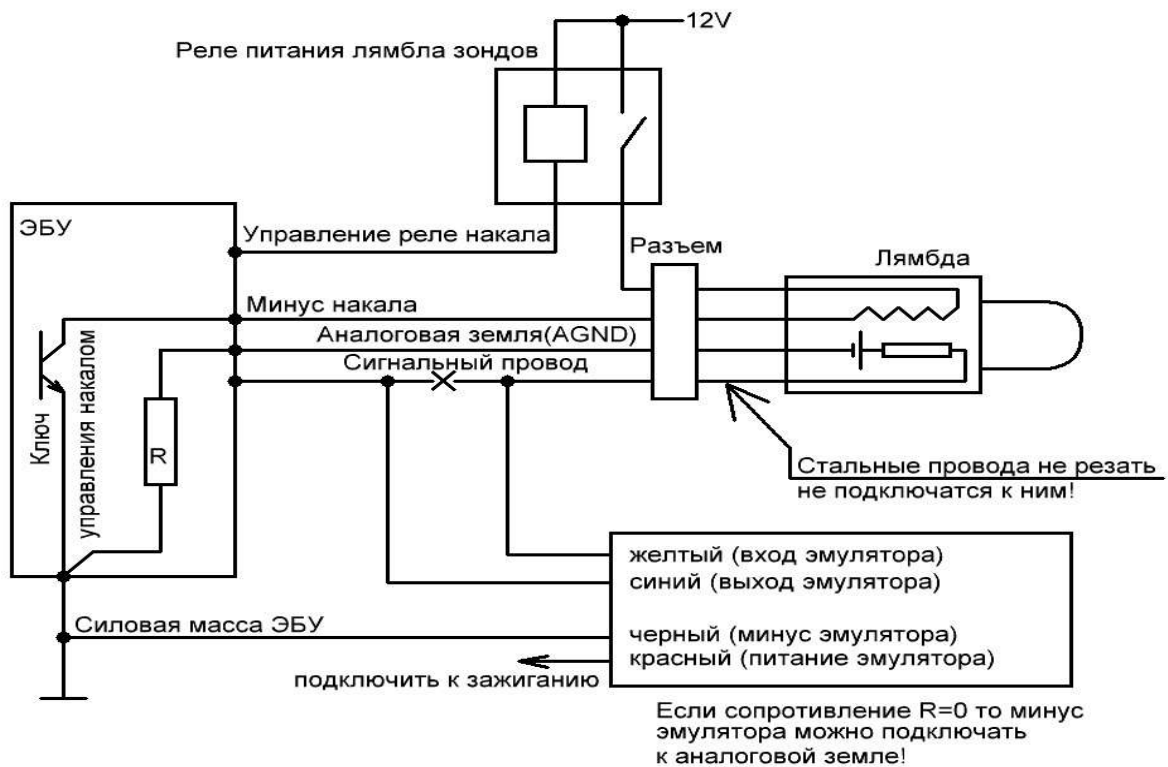 12V
Реле питания лямбла зондов
ЭБУ
Управление реле накала
Разъем
Лямбда
Минус накала
Аналоговая земля(AGND)
Сигнальный провод
Ключ
управления накалом
R
Стальные провода не резать
не подключатся к ним!
желтый (вход эмулятора)
синий (выход эмулятора)
Силовая масса ЭБУ
черный (минус эмулятора)
красный (питание эмулятора)
подключить к зажиганию
Если сопротивление R=0 то минус
эмулятора можно подключать
к аналоговой земле!